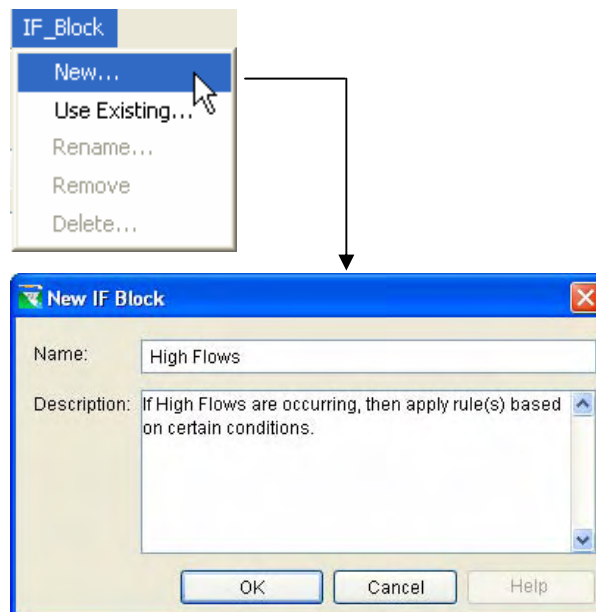 IF_Block
New...
Use Existing...
Rename...
Remove
Delete...
New IF Block
Name: High Flows
Description: If High Flows are occurring, then apply rule(s) based
on certain conditions.
OK Cancel Help